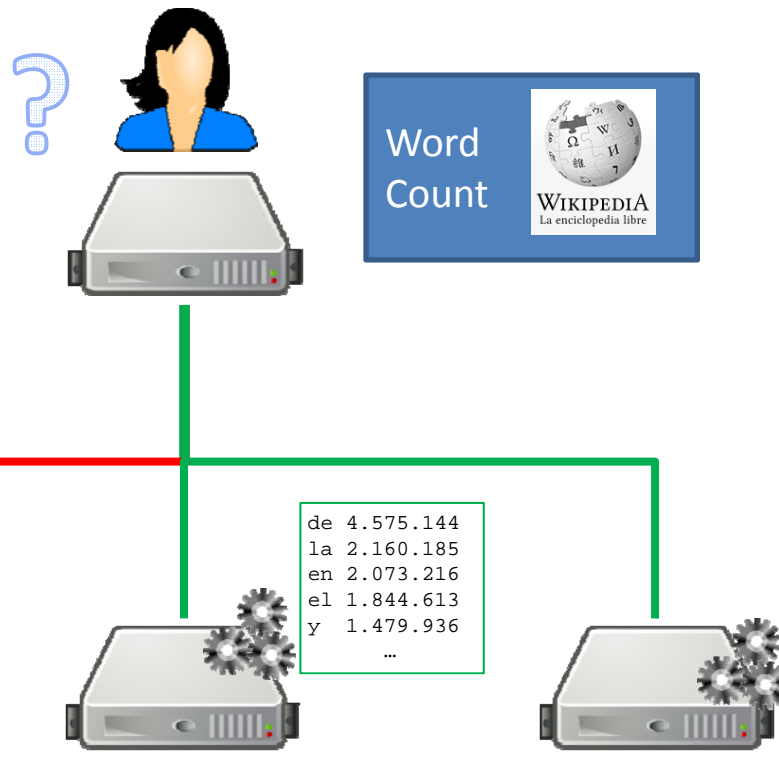 ?
Word
Count
Ω W И
WIKIPEDIA
La enciclopedia libre
de 4.575.144
la 2.160.185
en 2.073.216
el 1.844.613
y 1.479.936
…